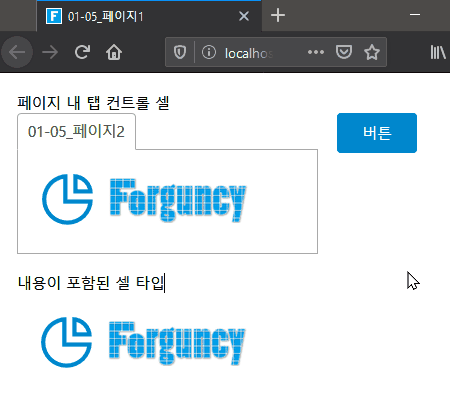 01-05_페이지1
localhos
페이지 내 탭 컨트롤 셀
01-05_페이지2
버튼
Forguncy
내용이 포함된 셀 타입
Forguncy